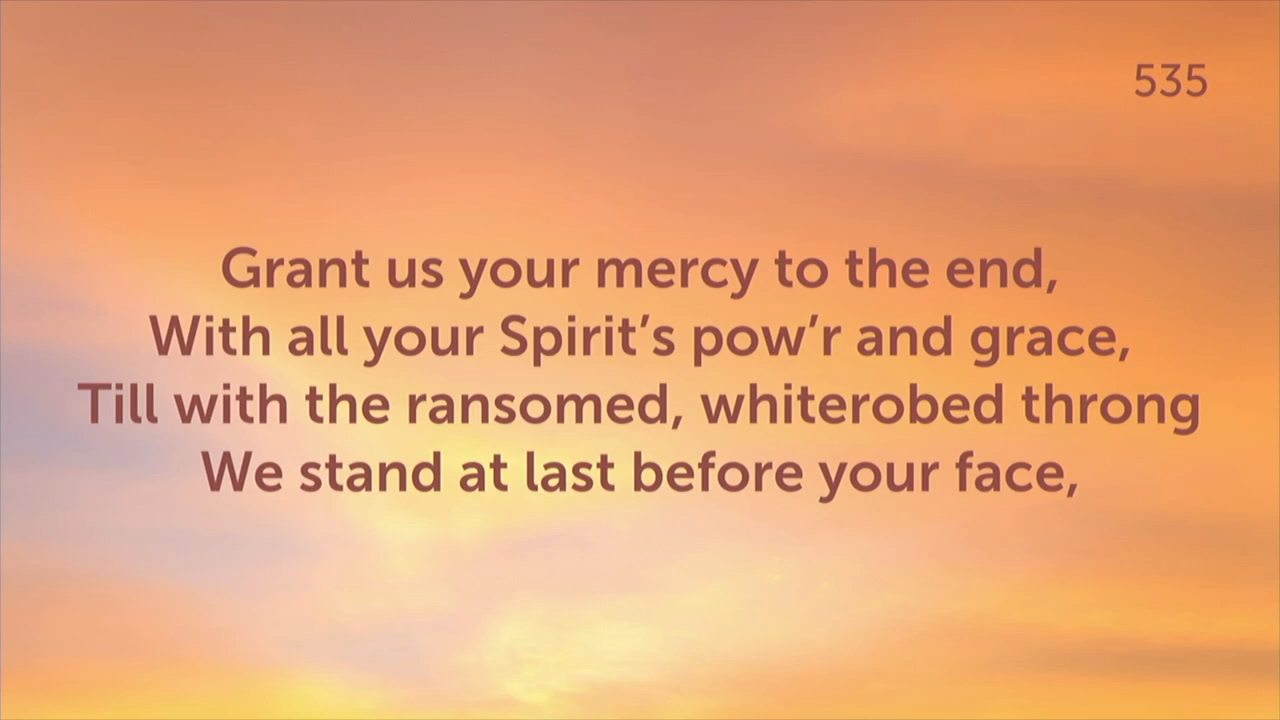 535
Grant us your mercy to the end,
With all your Spirit’s pow’r and grace,
Till with the ransomed, whiterobed throng
We stand at last before your face,